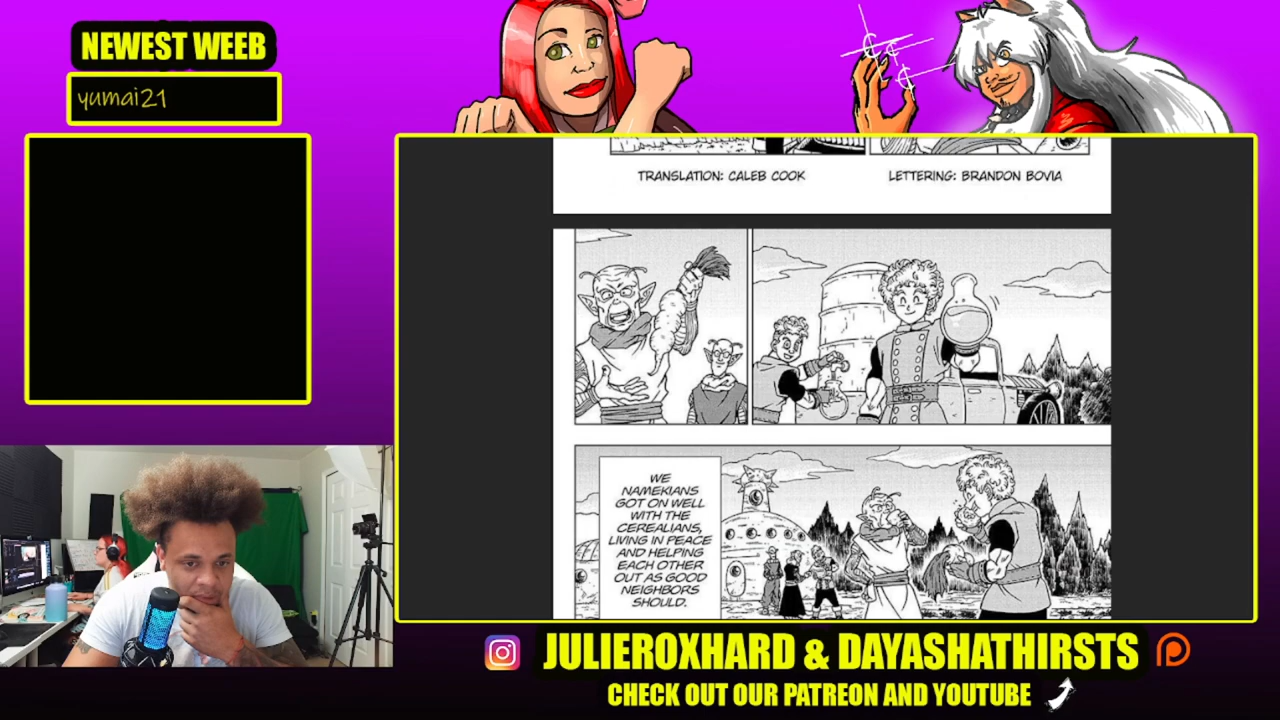 NEWEST WEEB
yumai21
TRANSLATION: CALEB COOK
LETTERING: BRANDON BOVIA
WE
NAMEKIANS
GOT ON WELL
WITH THE
CEREALIANS,
LIVING IN PEACE
AND HELPING
EACH OTHER
OUT AS GOOD
NEIGHBORS
SHOULD.
JULIEROXHARD & DAYASHATHIRSTS
CHECK OUT OUR PATREON AND YOUTUBE